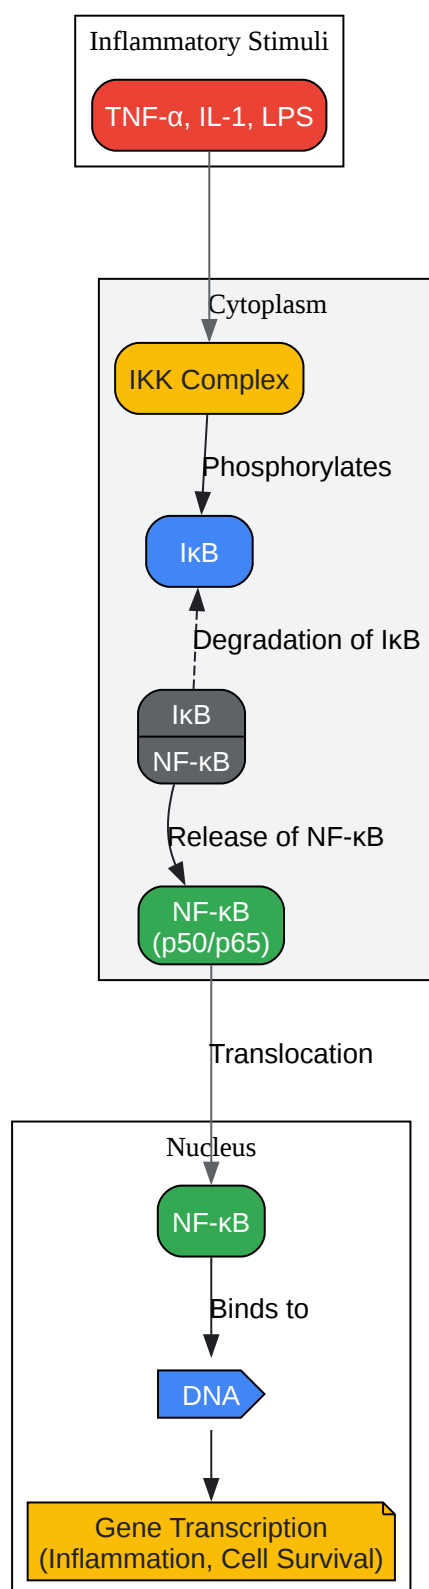 Inflammatory Stimuli
TNF-α, IL-1, LPS
Cytoplasm
IKK Complex
Phosphorylates
IκB
Degradation of IκB
IκB
NF-κB
Release of NF-κB
NF-κB
(p50/p65)
Translocation
Nucleus
NF-κB
Binds to
DNA
Gene Transcription
(Inflammation, Cell Survival)